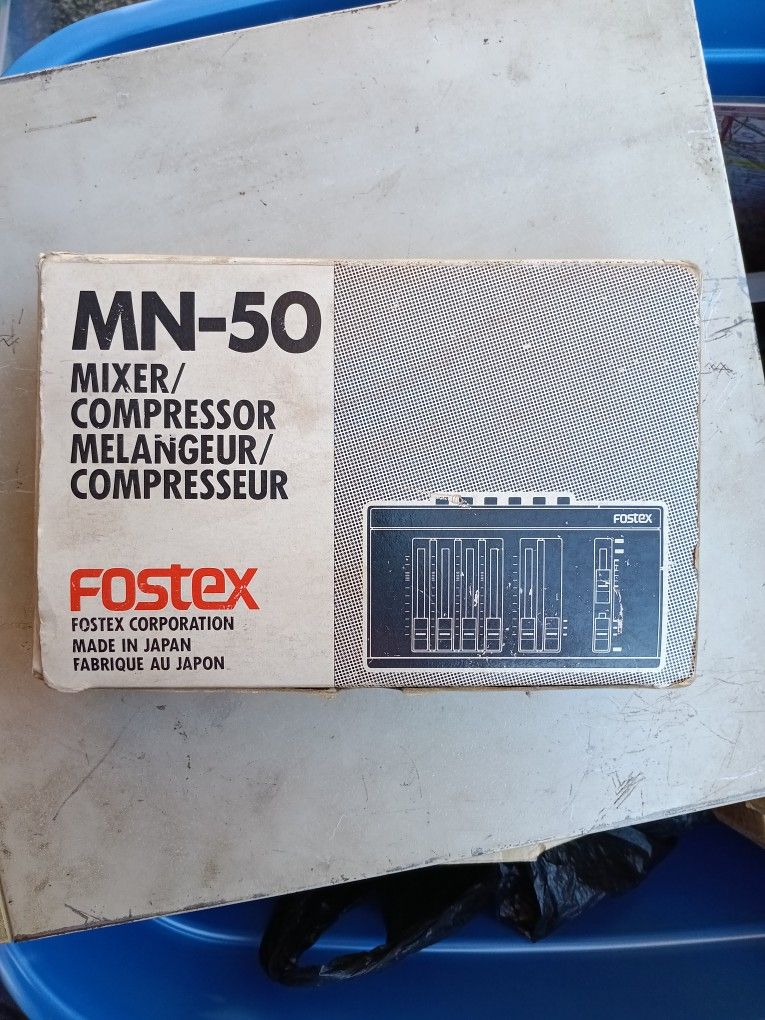 MN-50
MIXER/
COMPRESSOR
MELANGEUR/
COMPRESSEUR
Fostex
FOSTEX CORPORATION
MADE IN JAPAN
FABRIQUE AU JAPON
Fostex